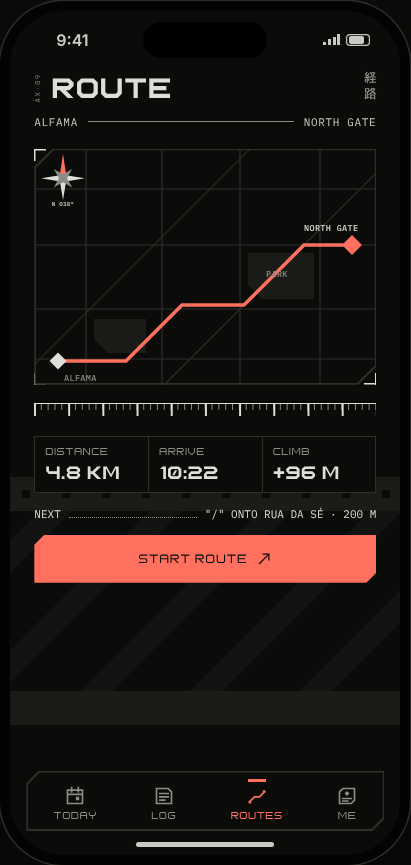 9:41
AX·09
ROUTE
経路
ALFAMA
NORTH GATE
N 038°
NORTH GATE
PARK
ALFAMA
DISTANCE
4.8 KM
ARRIVE
10:22
CLIMB
+96 M
NEXT
"/" ONTO RUA DA SÉ · 200 M
START ROUTE
TODAY
LOG
ROUTES
ME